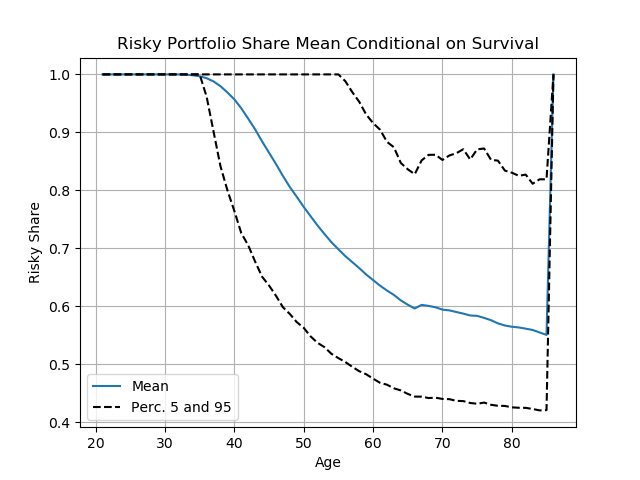 Risky Portfolio Share Mean Conditional on Survival
1.0
0.9
0.8
0.7
0.6
0.5
0.4
Risky Share
Mean
Perc. 5 and 95
20 30 40 50 60 70 80
Age